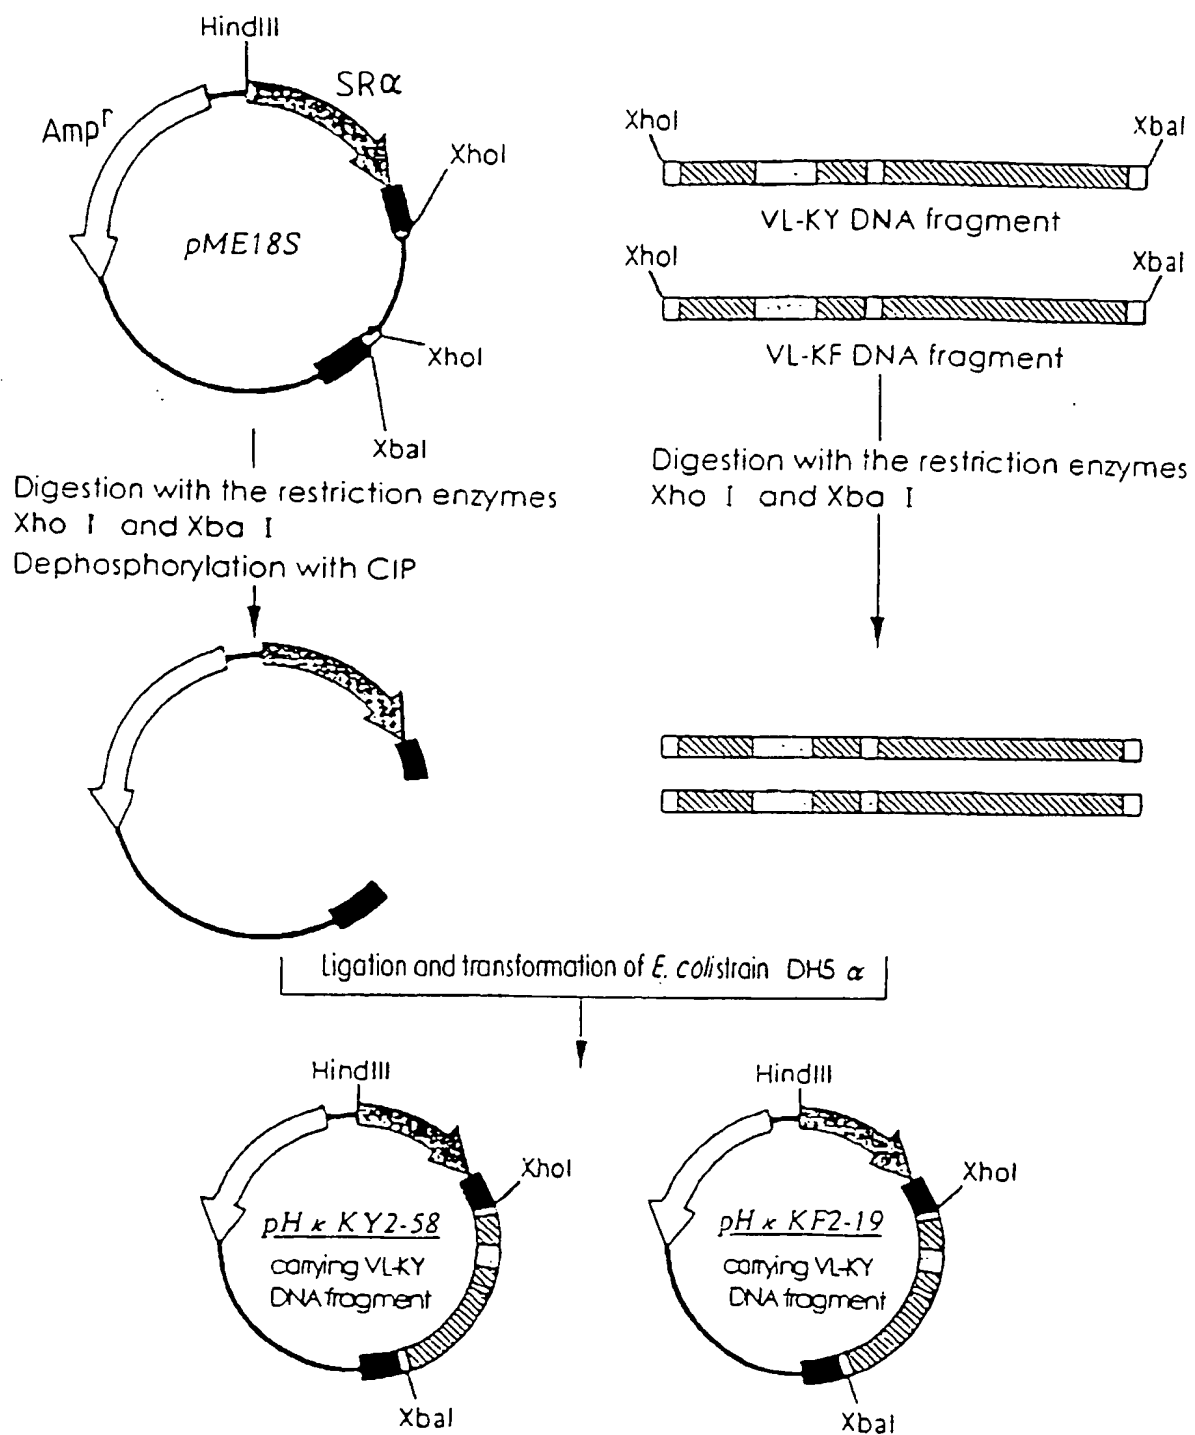 HindIII
SRα
Amp^r
XhoI
pME18S
XhoI
XbaI
XhoI
XbaI
VL-KY DNA fragment
XhoI
XbaI
VL-KF DNA fragment
Digestion with the restriction enzymes
Xho I and Xba I
Dephosphorylation with CIP
Digestion with the restriction enzymes
Xho I and Xba I
Ligation and transformation of E. coli strain DH5 α
HindIII
XhoI
pH κ KY2-58
carrying VL-KY
DNA fragment
XbaI
HindIII
XhoI
pH κ KF2-19
carrying VL-KY
DNA fragment
XbaI